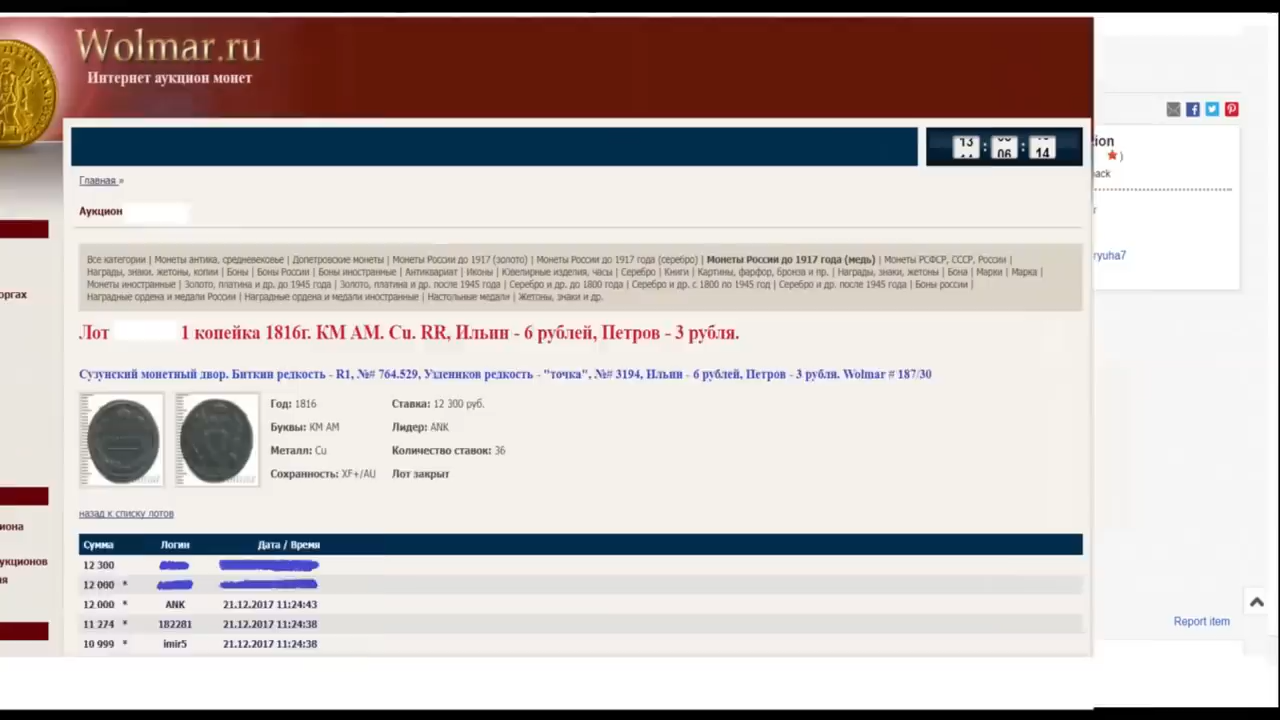 Wolmar.ru
Интернет аукцион монет
Главная »
Аукцион
Все категории | Монеты антика, средневековье | Допетровские монеты | Монеты России до 1917 (золото) | Монеты России до 1917 года (серебро) | Монеты России до 1917 года (медь) | Монеты РСФСР, СССР, России |
Награды, знаки, жетоны, копии | Боны | Боны России | Боны иностранные | Антиквариат | Иконы | Ювелирные изделия, часы | Серебро | Книги | Картины, фарфор, бронза и пр. | Награды, знаки, жетоны | Бона | Марки | Марка |
Монеты иностранные | Золото, платина и др. до 1945 года | Золото, платина и др. после 1945 года | Серебро и др. до 1800 года | Серебро и др. с 1800 по 1945 год | Серебро и др. после 1945 года | Боны россии |
Наградные ордена и медали России | Наградные ордена и медали иностранные | Настольные медали | Жетоны, знаки и др.
Лот 1 копейка 1816г. КМ АМ. Cu. RR, Ильин - 6 рублей, Петров - 3 рубля.
Сузунский монетный двор. Биткин редкость - R1, №# 764.529, Уздеников редкость - "точка", №# 3194, Ильин - 6 рублей, Петров - 3 рубля. Wolmar # 187/30
Год: 1816
Ставка: 12 300 руб.
Буквы: КМ АМ
Лидер: ANK
Металл: Cu
Количество ставок: 36
Сохранность: XF+/AU
Лот закрыт
назад к списку лотов
Сумма Логин Дата / Время
12 300
12 000 *
12 000 * ANK 21.12.2017 11:24:43
11 274 * 182281 21.12.2017 11:24:38
10 999 * imir5 21.12.2017 11:24:38
оргах
иона
укционов
ия
tion
)
back
r
ryuha7
Report item